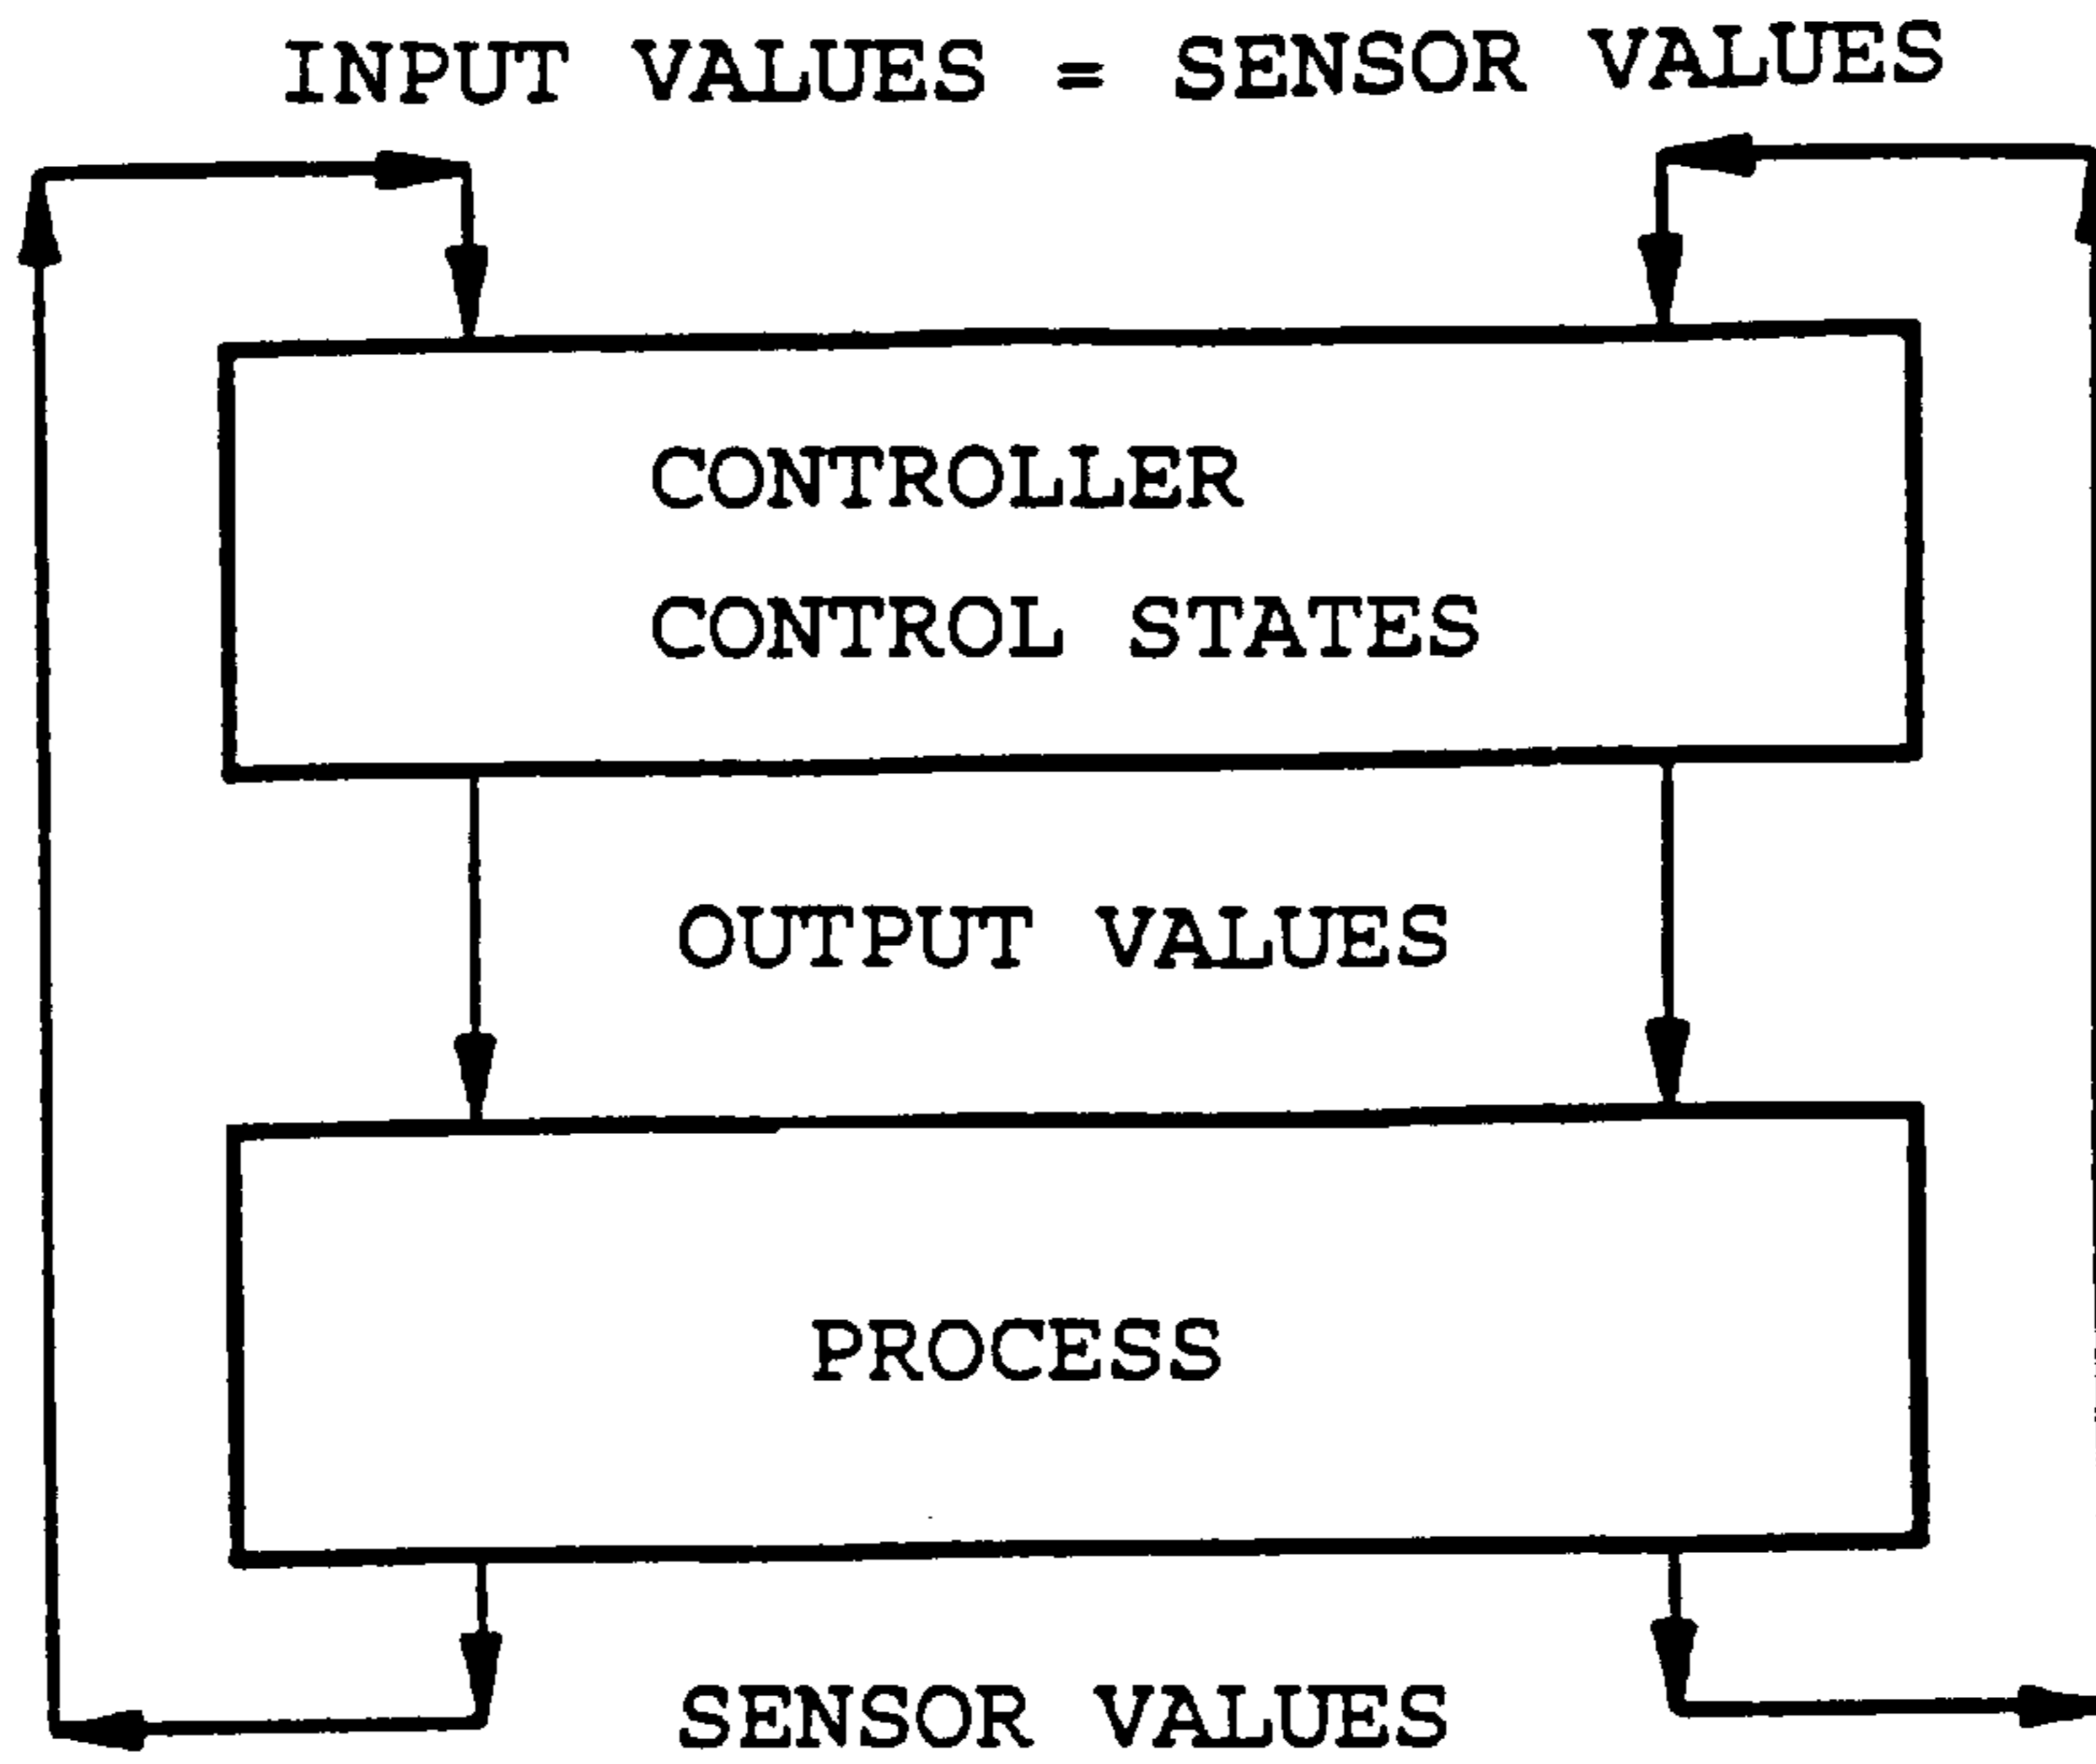 INPUT VALUES = SENSOR VALUES
CONTROLLER
CONTROL STATES
OUTPUT VALUES
PROCESS
SENSOR VALUES